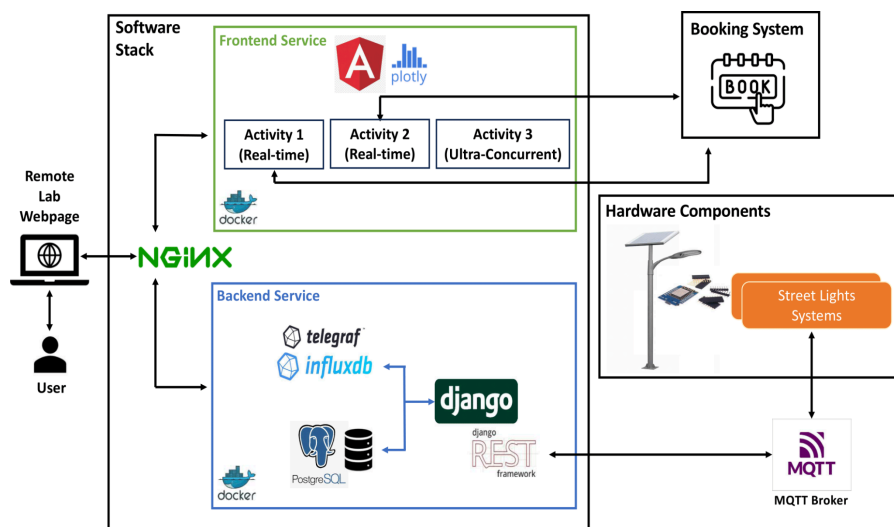 Software
Stack
Frontend Service
plotly
Activity 1
(Real-time)
Activity 2
(Real-time)
Activity 3
(Ultra-Concurrent)
docker
Booking System
BOOK
Remote
Lab
Webpage
NGINX
User
Hardware Components
Street Lights
Systems
Backend Service
telegraf
influxdb
django
PostgreSQL
django
REST
framework
docker
MQTT
MQTT Broker